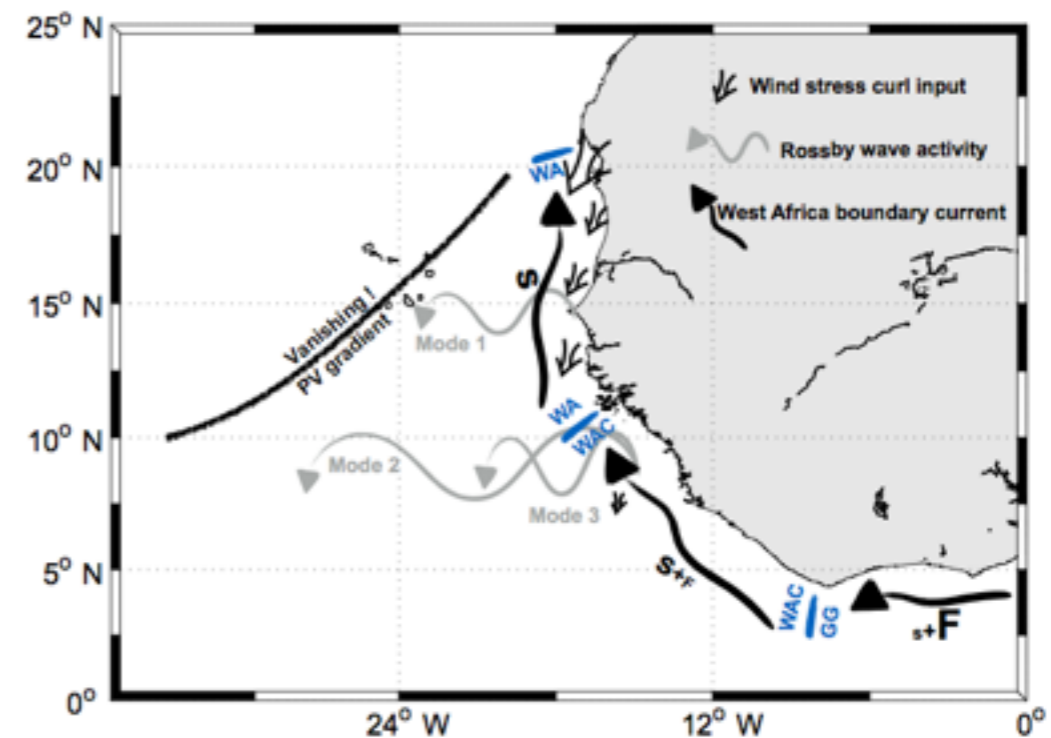 25° N
Wind stress curl input
Rossby wave activity
20° N
WA
West Africa boundary current
S
15° N
Vanishing !
PV gradient
Mode 1
WA
WAC
10° N
Mode 2
Mode 3
5° N
S+F
WAC
GG
s+F
0°
24° W
12° W
0°